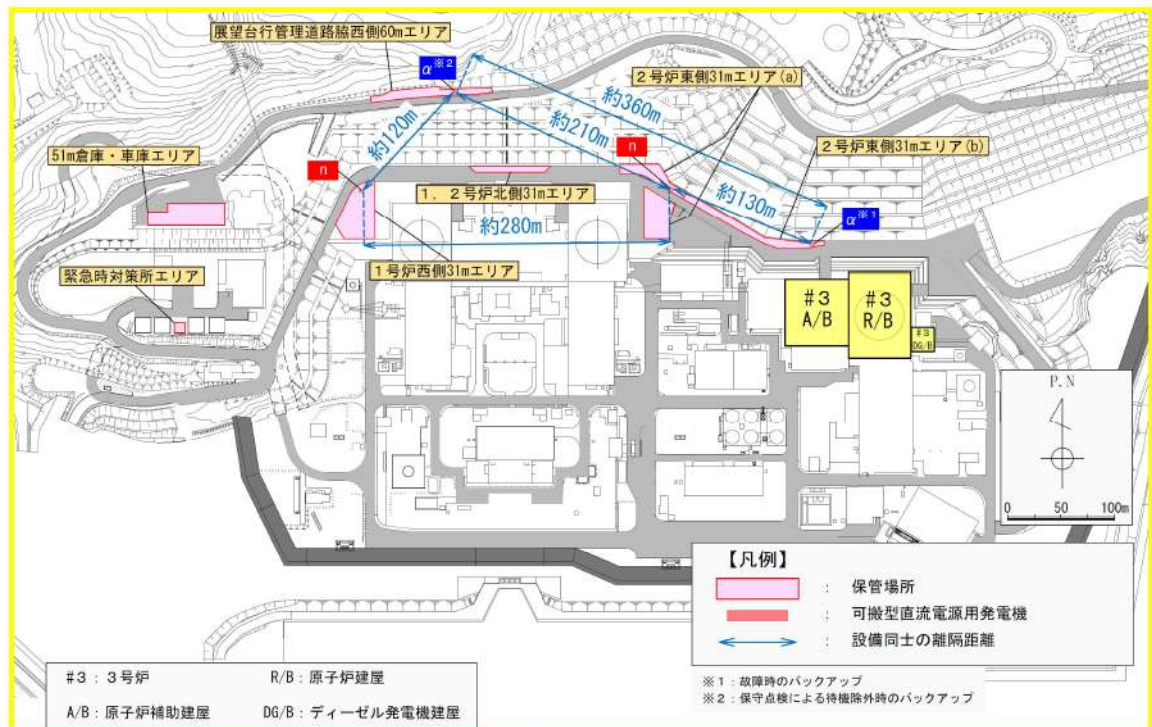 展望台行管理道路脇西側60mエリア
α※2
2号炉東側31mエリア(a)
約360m
約120m
約210m
n
51m倉庫・車庫エリア
n
2号炉東側31mエリア(b)
1，2号炉北側31mエリア
約130m
α※1
約280m
緊急時対策所エリア
1号炉西側31mエリア
#3
A/B
#3
R/B
#3
DG/B
P.N
0 50 100m
【凡例】
： 保管場所
： 可搬型直流電源用発電機
： 設備同士の離隔距離
#3：3号炉 R/B：原子炉建屋
A/B：原子炉補助建屋 DG/B：ディーゼル発電機建屋
※1：故障時のバックアップ
※2：保守点検による待機除外時のバックアップ